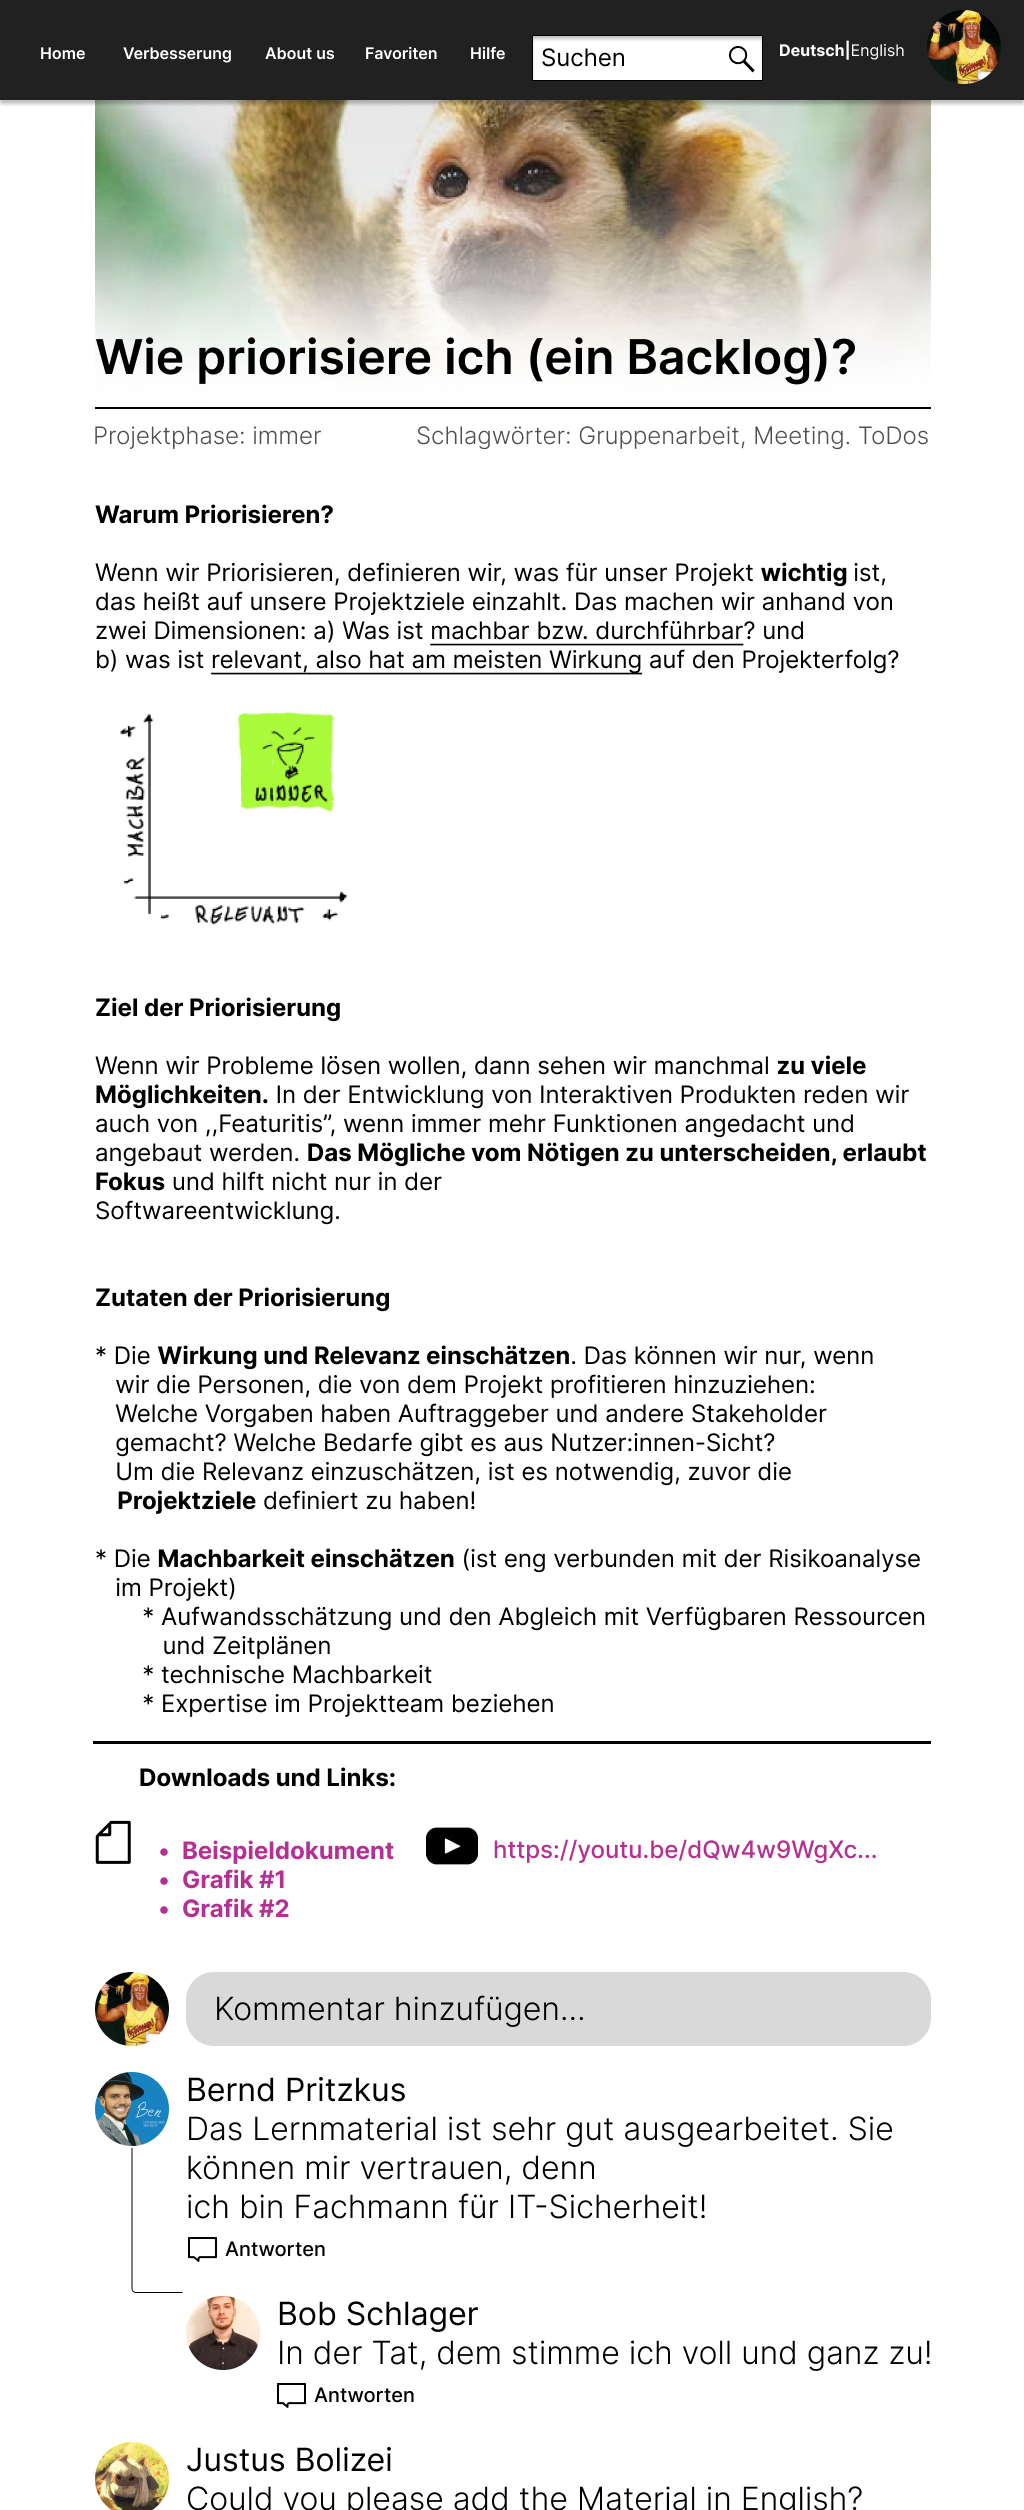 Home Verbesserung About us Favoriten Hilfe Suchen Deutsch|English
Wie priorisiere ich (ein Backlog)?
Projektphase: immer Schlagwörter: Gruppenarbeit, Meeting. ToDos
Warum Priorisieren?
Wenn wir Priorisieren, definieren wir, was für unser Projekt wichtig ist,
das heißt auf unsere Projektziele einzahlt. Das machen wir anhand von
zwei Dimensionen: a) Was ist machbar bzw. durchführbar? und
b) was ist relevant, also hat am meisten Wirkung auf den Projekterfolg?
- MACHBAR +
WINNER
- RELEVANT +
Ziel der Priorisierung
Wenn wir Probleme lösen wollen, dann sehen wir manchmal zu viele
Möglichkeiten. In der Entwicklung von Interaktiven Produkten reden wir
auch von ,,Featuritis”, wenn immer mehr Funktionen angedacht und
angebaut werden. Das Mögliche vom Nötigen zu unterscheiden, erlaubt
Fokus und hilft nicht nur in der
Softwareentwicklung.
Zutaten der Priorisierung
* Die Wirkung und Relevanz einschätzen. Das können wir nur, wenn
wir die Personen, die von dem Projekt profitieren hinzuziehen:
Welche Vorgaben haben Auftraggeber und andere Stakeholder
gemacht? Welche Bedarfe gibt es aus Nutzer:innen-Sicht?
Um die Relevanz einzuschätzen, ist es notwendig, zuvor die
Projektziele definiert zu haben!
* Die Machbarkeit einschätzen (ist eng verbunden mit der Risikoanalyse
im Projekt)
* Aufwandsschätzung und den Abgleich mit Verfügbaren Ressourcen
und Zeitplänen
* technische Machbarkeit
* Expertise im Projektteam beziehen
Downloads und Links:
• Beispieldokument https://youtu.be/dQw4w9WgXc...
• Grafik #1
• Grafik #2
Kommentar hinzufügen...
Ben
Bernd Pritzkus
Das Lernmaterial ist sehr gut ausgearbeitet. Sie
können mir vertrauen, denn
ich bin Fachmann für IT-Sicherheit!
Antworten
Bob Schlager
In der Tat, dem stimme ich voll und ganz zu!
Antworten
Justus Bolizei
Could you please add the Material in English?